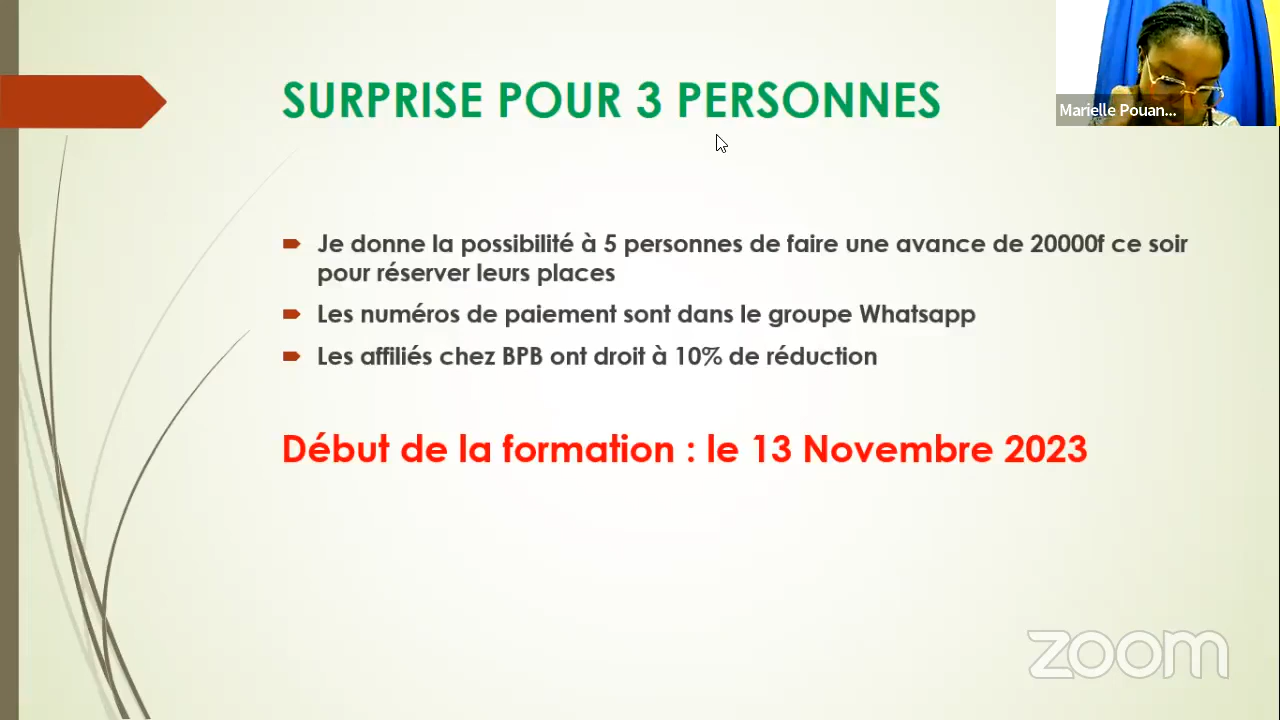 SURPRISE POUR 3 PERSONNES
Marielle Pouan...
Je donne la possibilité à 5 personnes de faire une avance de 20000f ce soir
pour réserver leurs places
Les numéros de paiement sont dans le groupe Whatsapp
Les affiliés chez BPB ont droit à 10% de réduction
Début de la formation : le 13 Novembre 2023
zoom